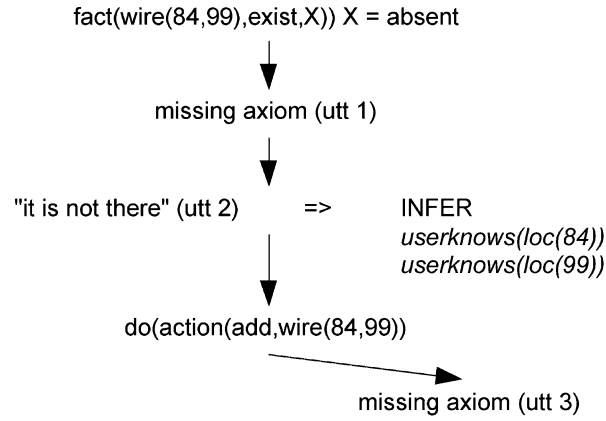 fact(wire(84,99),exist,X)) X = absent
missing axiom (utt 1)
"it is not there" (utt 2) => INFER
userknows(loc(84))
userknows(loc(99))
do(action(add,wire(84,99))
missing axiom (utt 3)